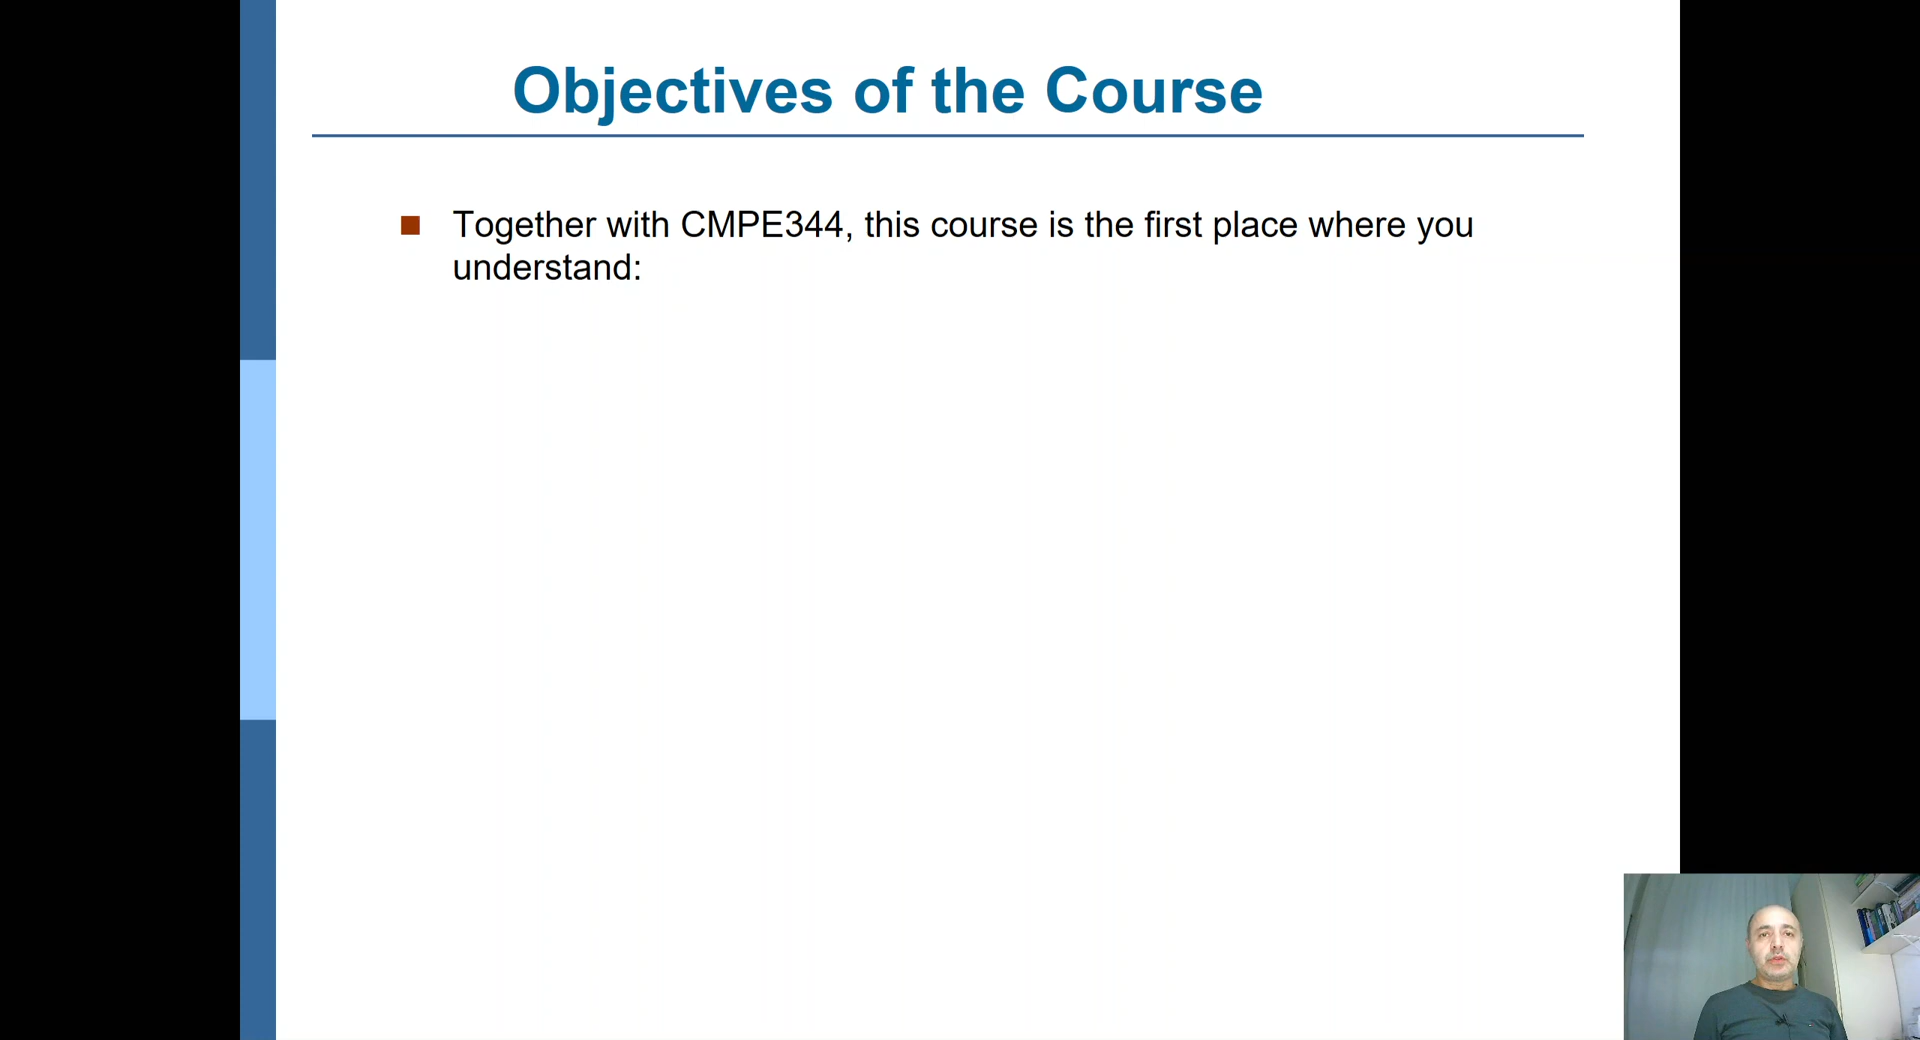 Objectives of the Course
Together with CMPE344, this course is the first place where you
understand: